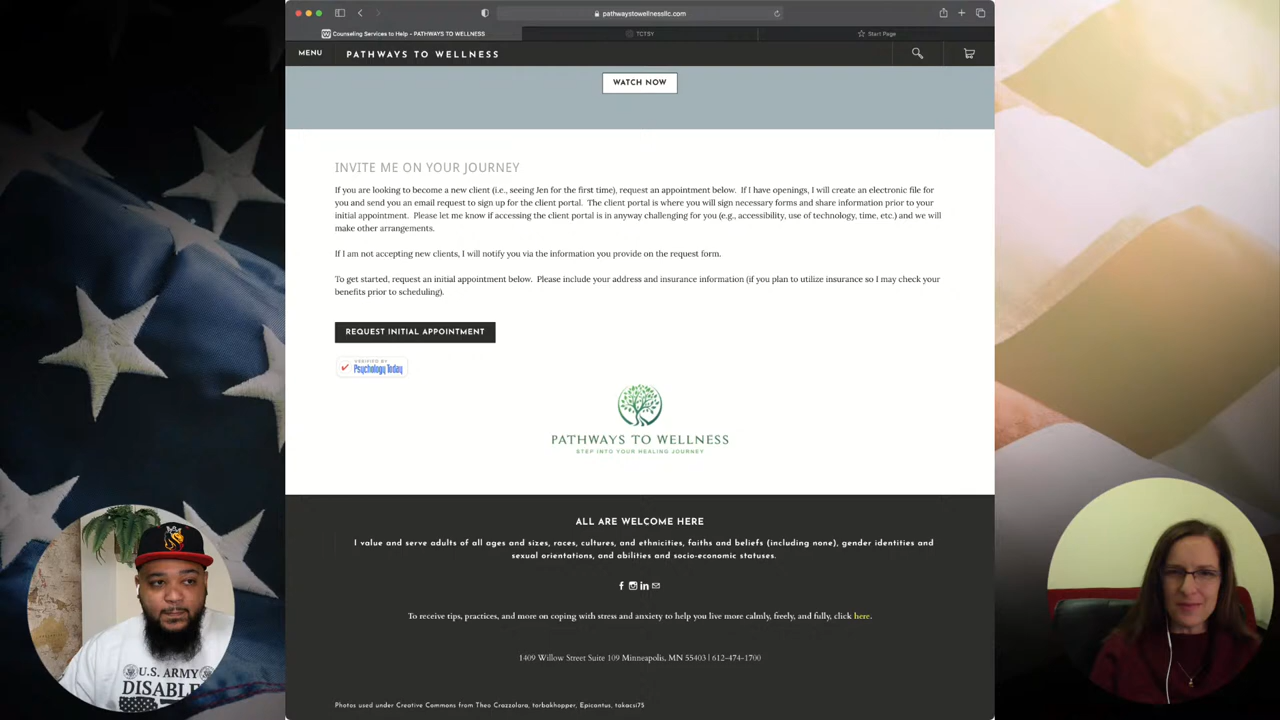 pathwaystowellnessllc.com
Counseling Services to Help - PATHWAYS TO WELLNESS
TCTSY
Start Page
MENU
PATHWAYS TO WELLNESS
WATCH NOW
INVITE ME ON YOUR JOURNEY
If you are looking to become a new client (i.e., seeing Jen for the first time), request an appointment below. If I have openings, I will create an electronic file for
you and send you an email request to sign up for the client portal. The client portal is where you will sign necessary forms and share information prior to your
initial appointment. Please let me know if accessing the client portal is in anyway challenging for you (e.g., accessibility, use of technology, time, etc.) and we will
make other arrangements.
If I am not accepting new clients, I will notify you via the information you provide on the request form.
To get started, request an initial appointment below. Please include your address and insurance information (if you plan to utilize insurance so I may check your
benefits prior to scheduling).
REQUEST INITIAL APPOINTMENT
VERIFIED BY
Psychology Today
PATHWAYS TO WELLNESS
STEP INTO YOUR HEALING JOURNEY
ALL ARE WELCOME HERE
I value and serve adults of all ages and sizes, races, cultures, and ethnicities, faiths and beliefs (including none), gender identities and
sexual orientations, and abilities and socio-economic statuses.
To receive tips, practices, and more on coping with stress and anxiety to help you live more calmly, freely, and fully, click here.
1409 Willow Street Suite 109 Minneapolis, MN 55403 | 612-474-1700
Photos used under Creative Commons from Theo Crazzolara, torbakhopper, Epicantus, takacsi75
U.S. ARMY
DISABLE